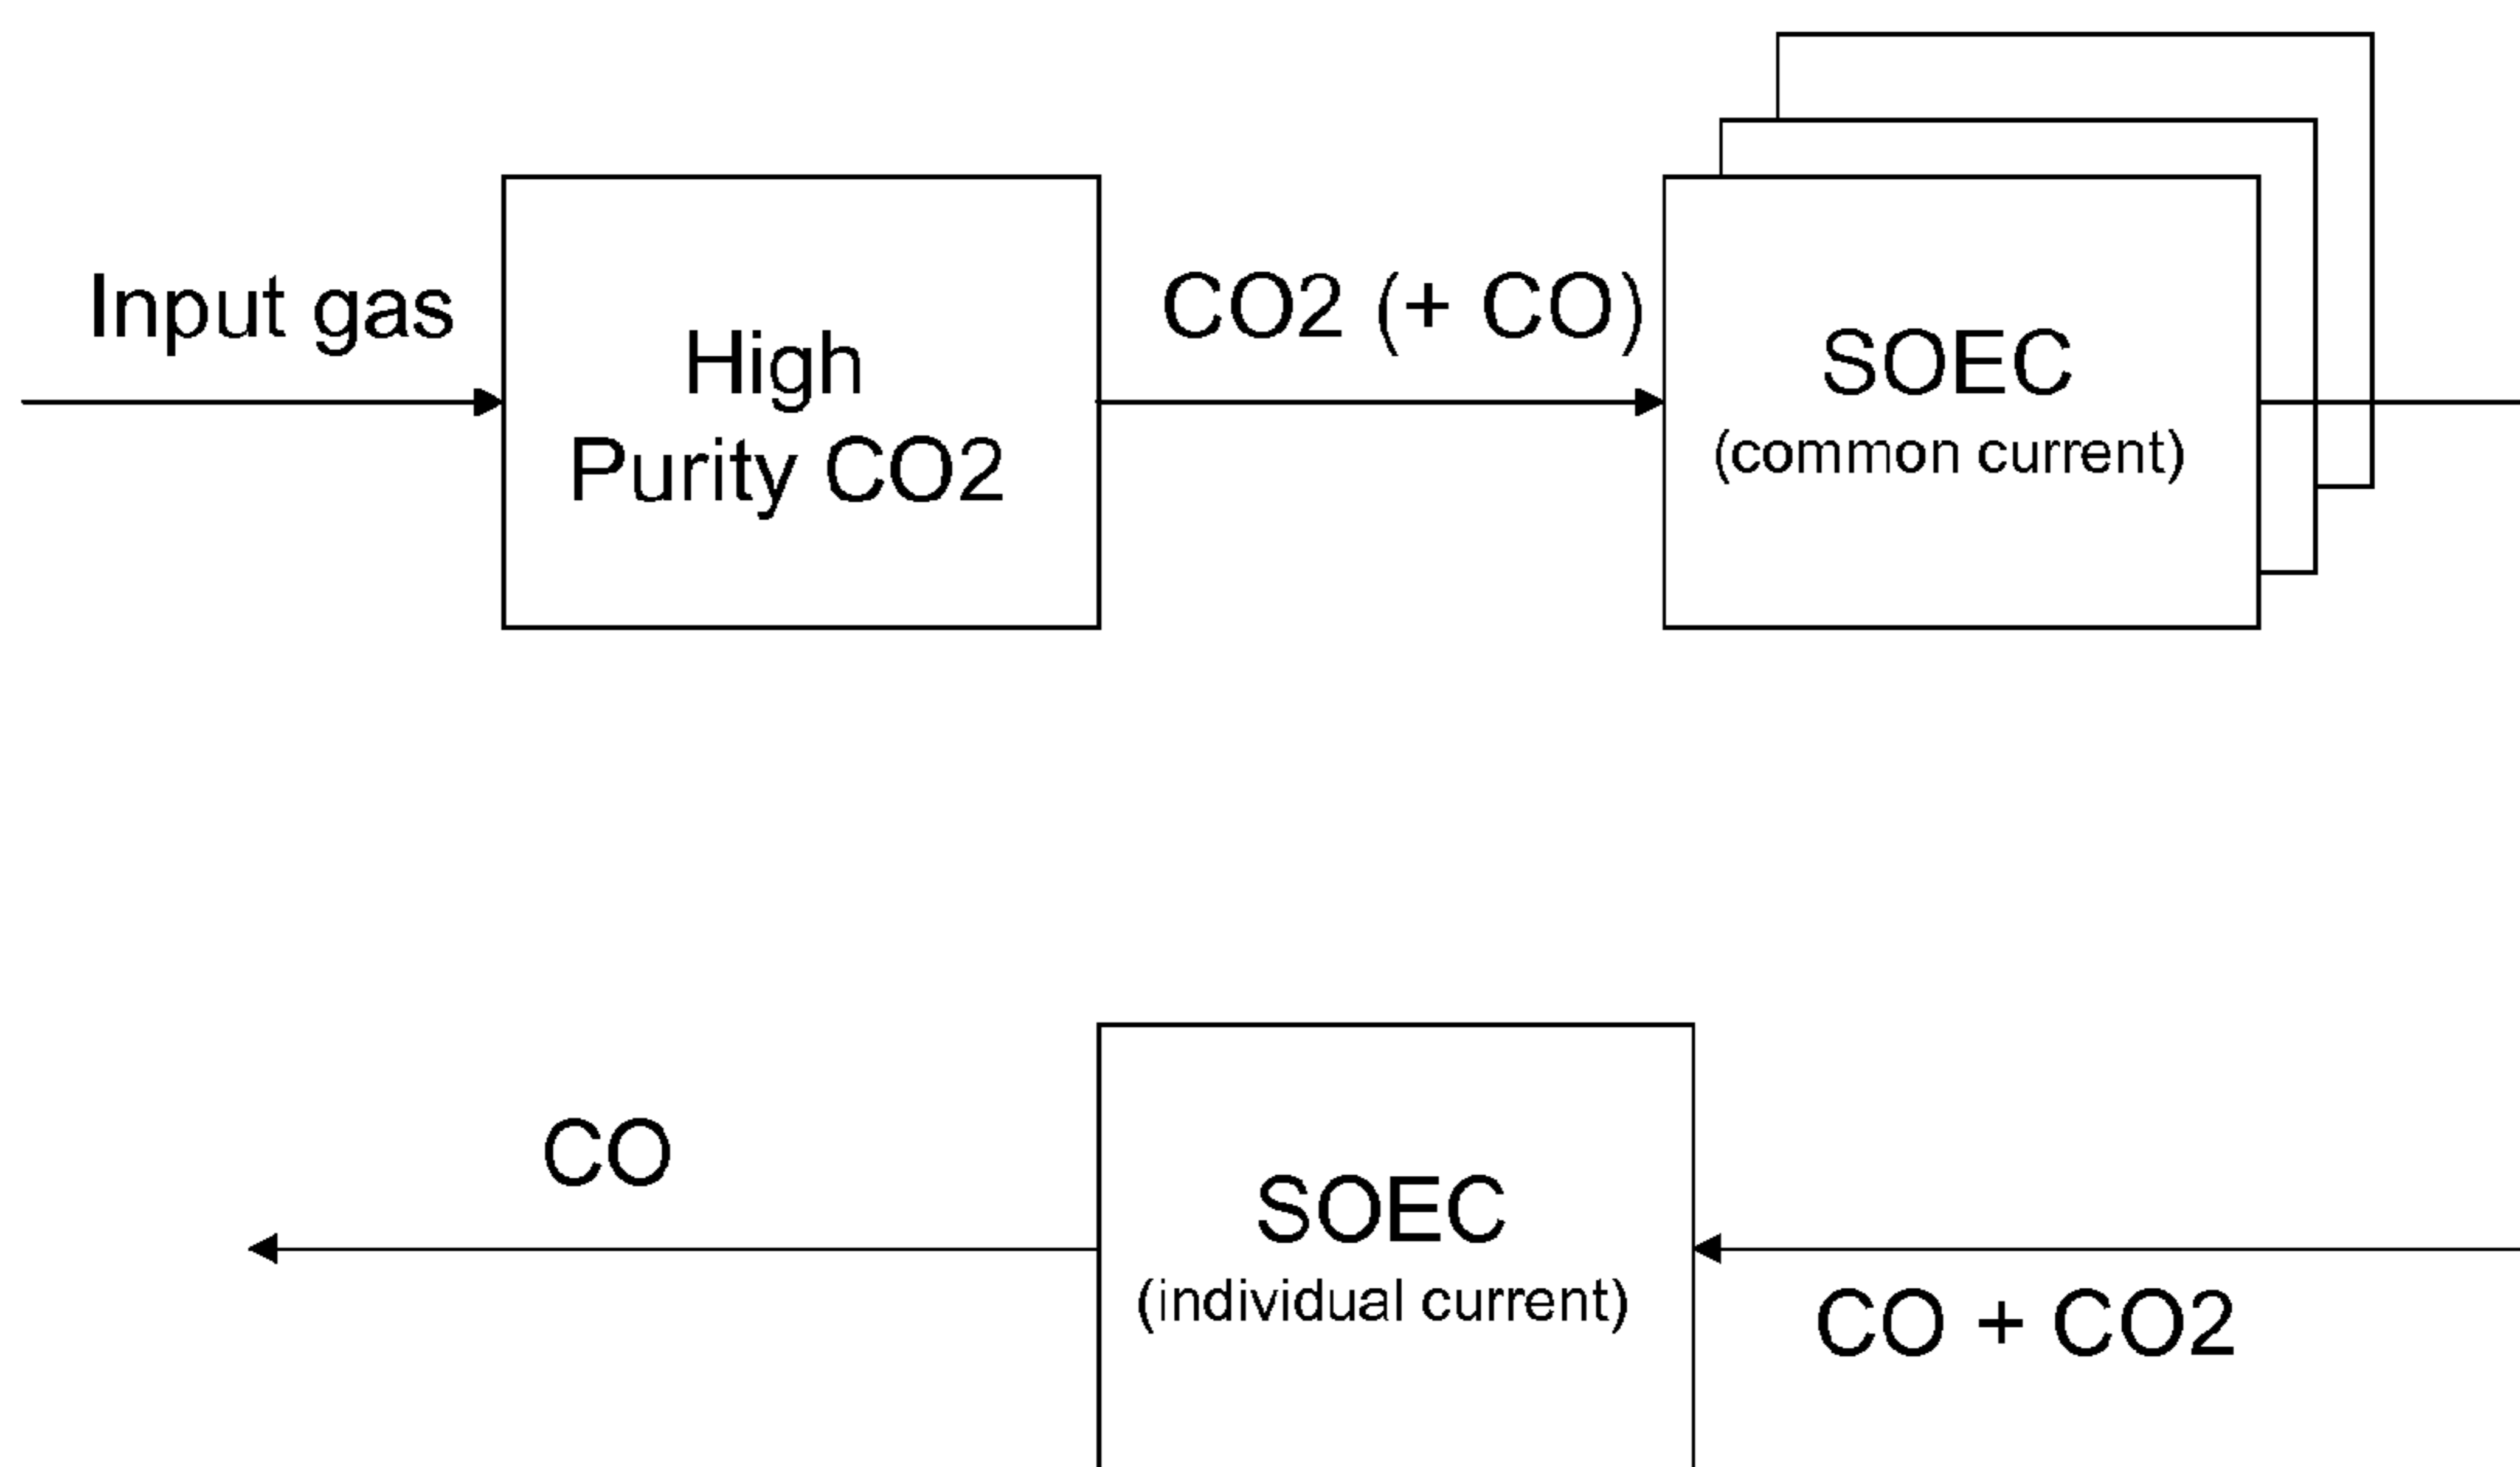 Input gas
High
Purity CO2
CO2 (+ CO)
SOEC
(common current)
CO
SOEC
(individual current)
CO + CO2